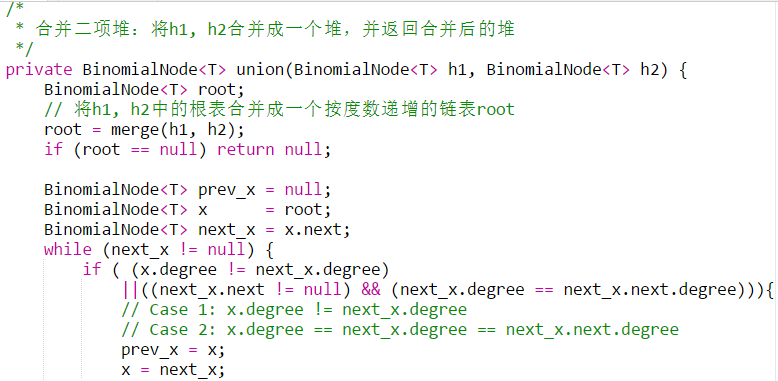 /*
 * 合并二项堆：将h1, h2合并成一个堆，并返回合并后的堆
 */
private BinomialNode<T> union(BinomialNode<T> h1, BinomialNode<T> h2) {
    BinomialNode<T> root;
    // 将h1, h2中的根表合并成一个按度数递增的链表root
    root = merge(h1, h2);
    if (root == null) return null;

    BinomialNode<T> prev_x = null;
    BinomialNode<T> x      = root;
    BinomialNode<T> next_x = x.next;
    while (next_x != null) {
        if ( (x.degree != next_x.degree)
            ||((next_x.next != null) && (next_x.degree == next_x.next.degree))){
            // Case 1: x.degree != next_x.degree
            // Case 2: x.degree == next_x.degree == next_x.next.degree
            prev_x = x;
            x = next_x;